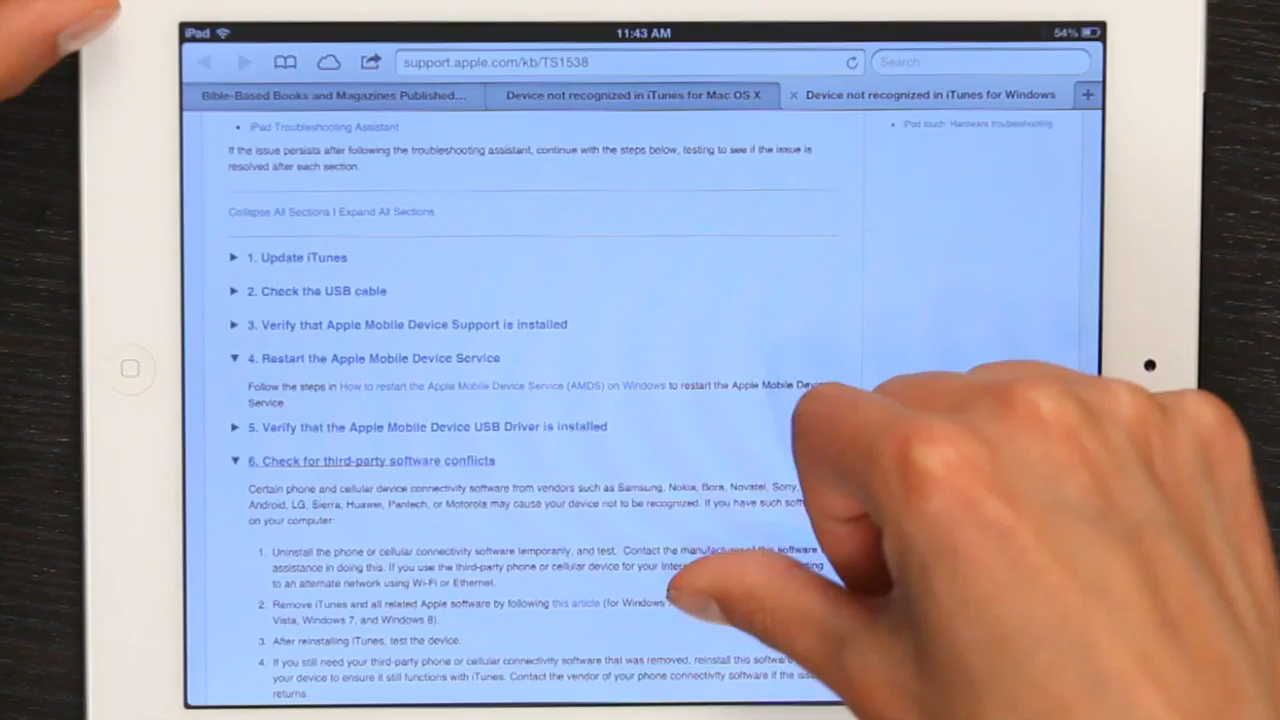 iPad 11:43 AM 54%
support.apple.com/kb/TS1538 Search
Bible-Based Books and Magazines Published... Device not recognized in iTunes for Mac OS X Device not recognized in iTunes for Windows
iPad Troubleshooting Assistant
iPod touch: Hardware troubleshooting
If the issue persists after following the troubleshooting assistant, continue with the steps below, testing to see if the issue is
resolved after each section.
Collapse All Sections | Expand All Sections
1. Update iTunes
2. Check the USB cable
3. Verify that Apple Mobile Device Support is installed
4. Restart the Apple Mobile Device Service
Follow the steps in How to restart the Apple Mobile Device Service (AMDS) on Windows to restart the Apple Mobile
Service.
5. Verify that the Apple Mobile Device USB Driver is installed
6. Check for third-party software conflicts
Certain phone and cellular device connectivity software from vendors such as Samsung, Nokia, Bora, Novatel, Sony,
Android, LG, Sierra, Huawei, Pantech, or Motorola may cause your device not to be recognized. If you have such
on your computer:
1. Uninstall the phone or cellular connectivity software temporarily, and test. Contact the software
assistance in doing this. If you use the third-party phone or cellular device for your
to an alternate network using Wi-Fi or Ethernet.
2. Remove iTunes and all related Apple software by following this article (for Windows
Vista, Windows 7, and Windows 8).
3. After reinstalling iTunes, test the device.
4. If you still need your third-party phone or cellular connectivity software that was removed, reinstall this software
your device to ensure it still functions with iTunes. Contact the vendor of your phone connectivity software if the
returns.